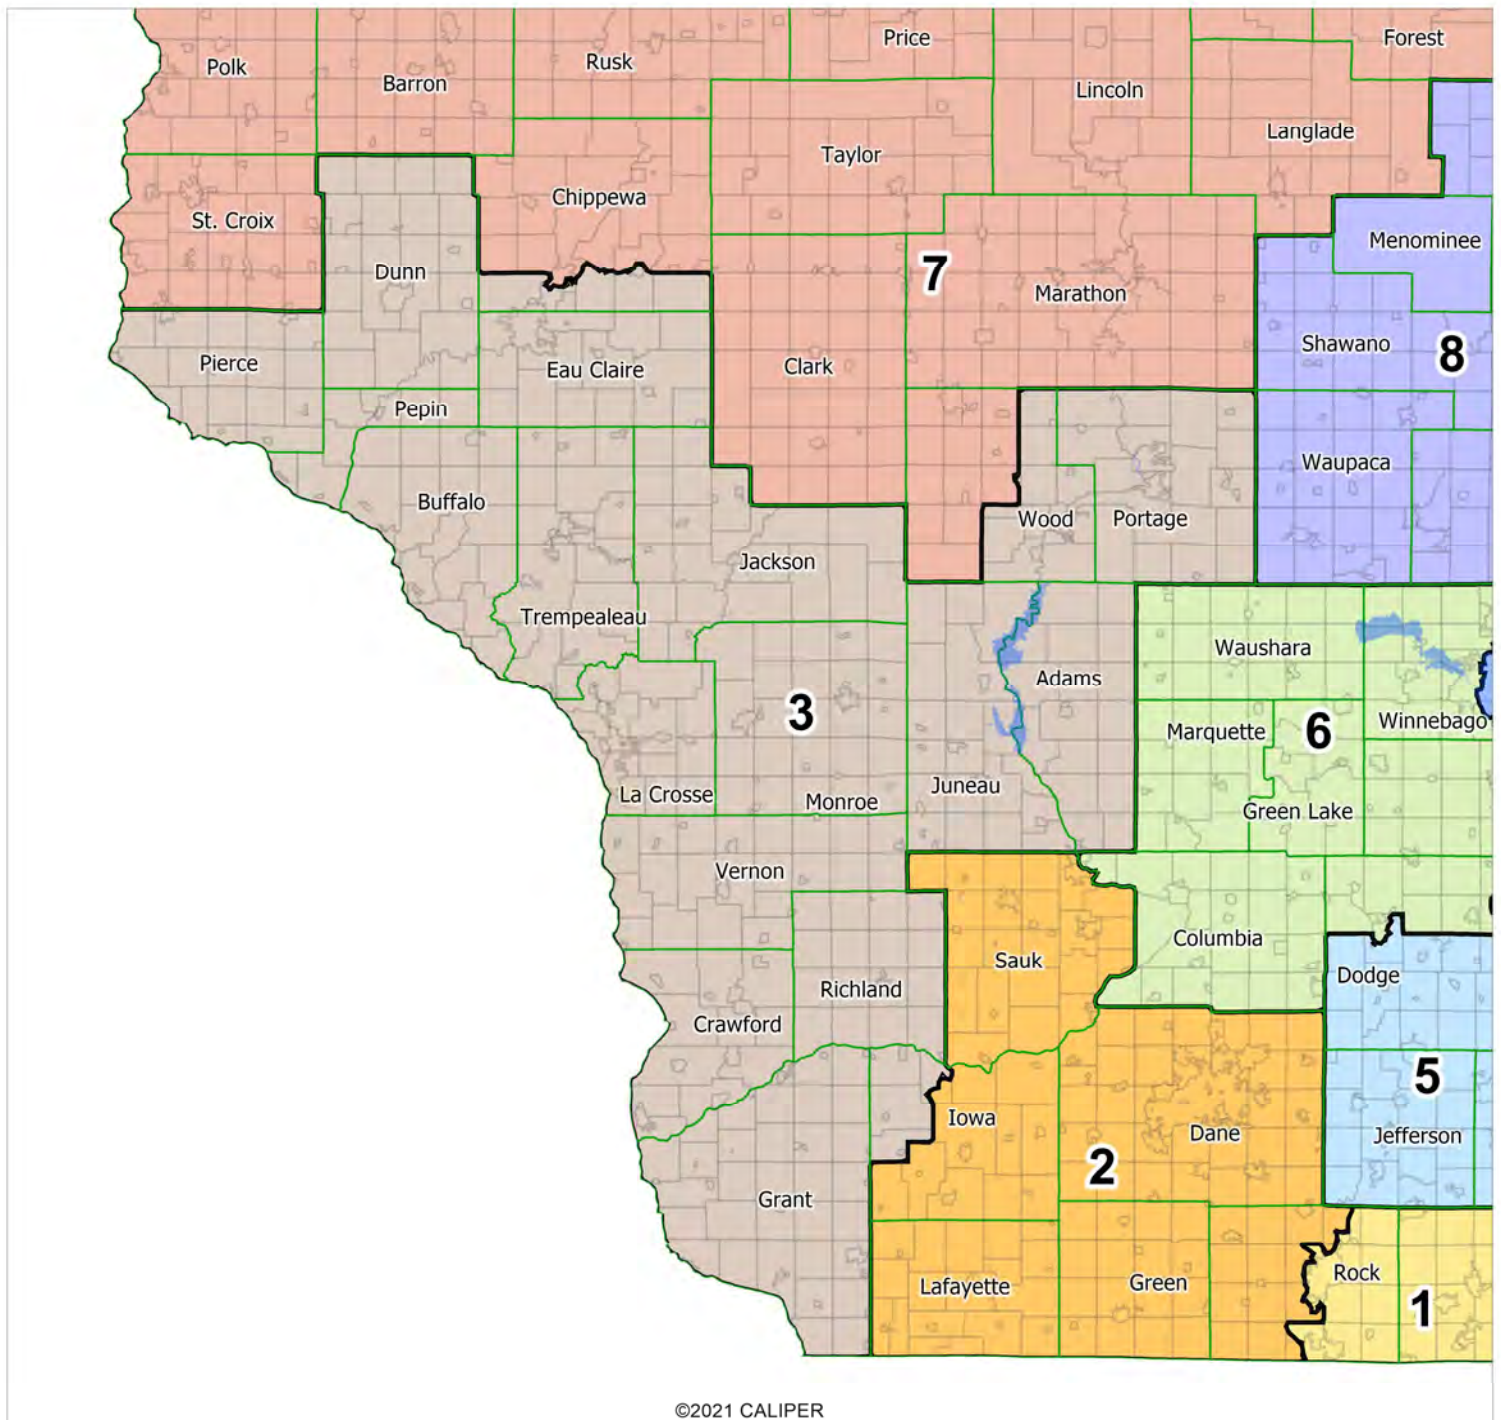 Price
Forest
Polk
Rusk
Barron
Lincoln
Langlade
Taylor
Chippewa
St. Croix
Menominee
Dunn
7
Marathon
Shawano
8
Pierce
Eau Claire
Clark
Pepin
Waupaca
Buffalo
Wood
Portage
Jackson
Trempealeau
Waushara
Adams
3
Marquette
6
Winnebago
Juneau
La Crosse
Monroe
Green Lake
Vernon
Columbia
Sauk
Dodge
Richland
Crawford
5
Iowa
Dane
Jefferson
2
Grant
Rock
Lafayette
Green
1
©2021 CALIPER